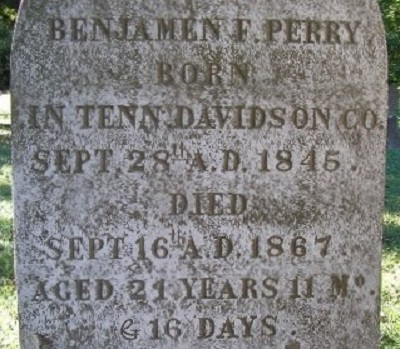 BENJAMEN F. PERRY
BORN
IN TENN. DAVIDSON CO.
SEPT. 28th A.D. 1845.
DIED
SEPT 16th A.D. 1867.
AGED 21 YEARS 11 Mo.
& 16 DAYS.